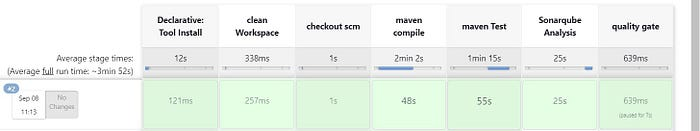 Declarative: Tool Install
clean Workspace
checkout scm
maven compile
maven Test
Sonarqube Analysis
quality gate
Average stage times:
12s
338ms
1s
2min 2s
1min 15s
25s
639ms
(Average full run time: ~3min 52s)
#2
Sep 08
11:13
No Changes
121ms
257ms
1s
48s
55s
25s
639ms
(paused for 7s)